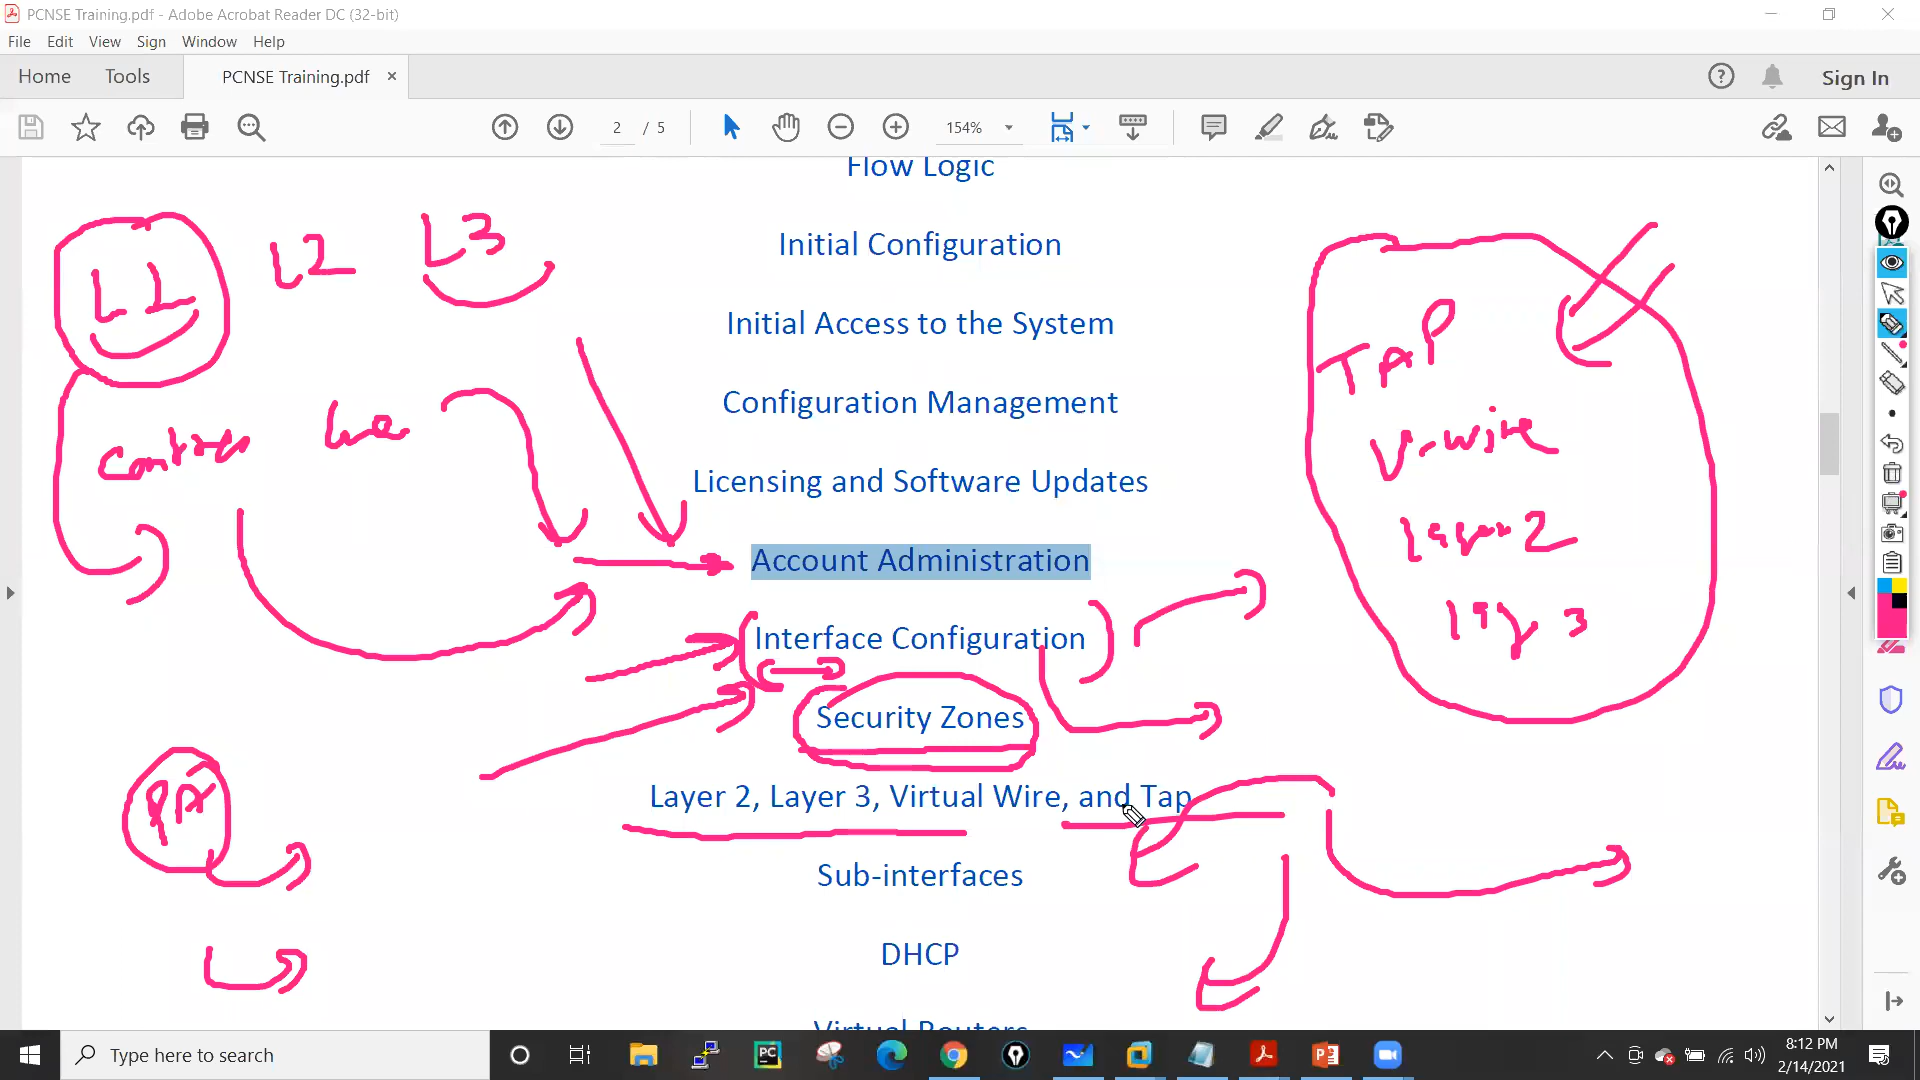 PCNSE Training.pdf - Adobe Acrobat Reader DC (32-bit)
File Edit View Sign Window Help
Home Tools PCNSE Training.pdf × Sign In
2 / 5 154%
Flow Logic
L1 L2 L3
Initial Configuration
Initial Access to the System
TAP
Configuration Management
V-wire
Licensing and Software Updates
Layer 2
Account Administration
Interface Configuration
Security Zones
Layer 2, Layer 3, Virtual Wire, and Tap
Sub-interfaces
DHCP
Virtual Routers
Type here to search
8:12 PM
2/14/2021